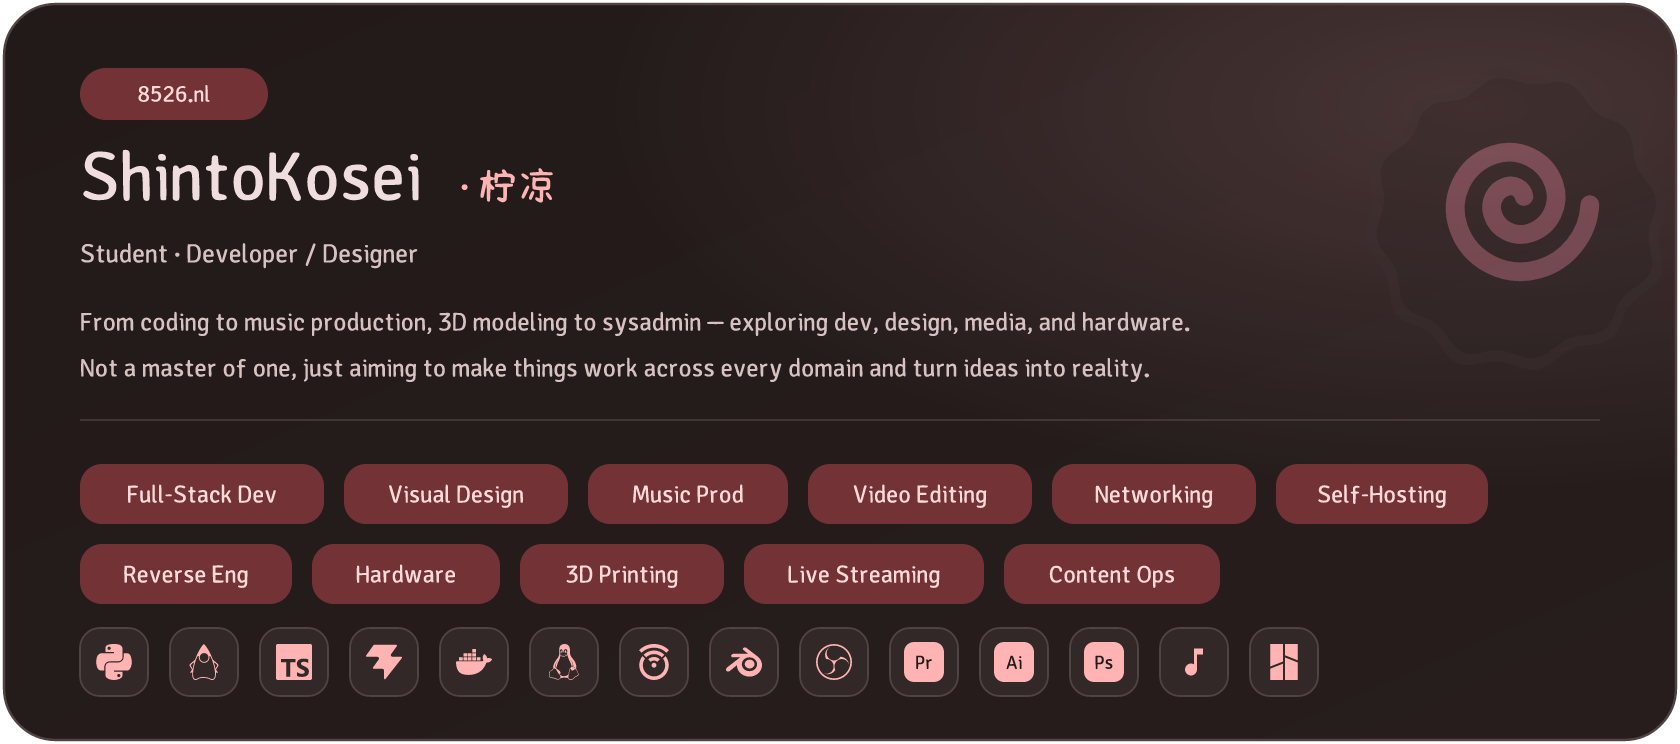 8526.nl
ShintoKosei · 柠凉
Student · Developer / Designer
From coding to music production, 3D modeling to sysadmin — exploring dev, design, media, and hardware.
Not a master of one, just aiming to make things work across every domain and turn ideas into reality.
Full-Stack Dev Visual Design Music Prod Video Editing Networking Self-Hosting
Reverse Eng Hardware 3D Printing Live Streaming Content Ops
TS Pr Ai Ps